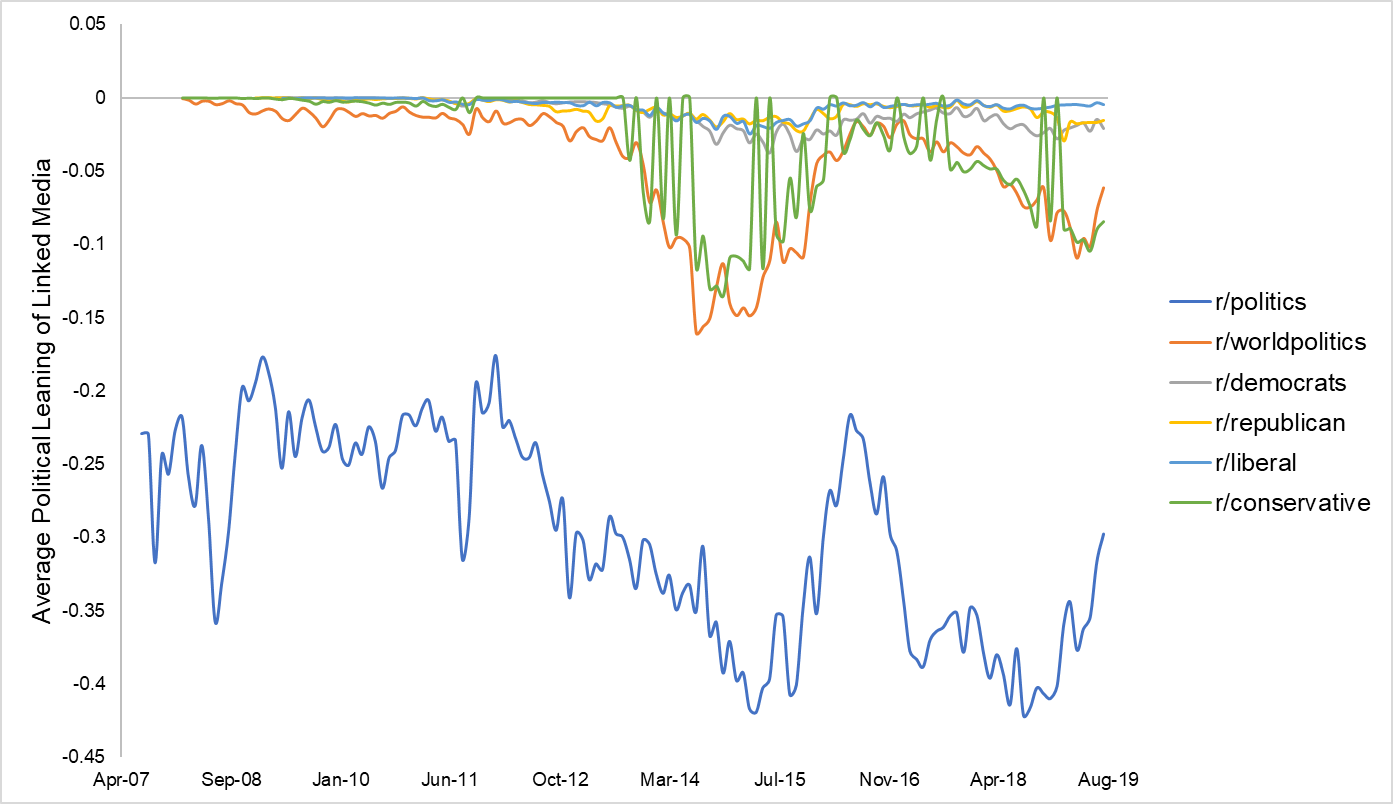 Average Political Leaning of Linked Media
0.05
0
-0.05
-0.1
-0.15
-0.2
-0.25
-0.3
-0.35
-0.4
-0.45
Apr-07 Sep-08 Jan-10 Jun-11 Oct-12 Mar-14 Jul-15 Nov-16 Apr-18 Aug-19
r/politics
r/worldpolitics
r/democrats
r/republican
r/liberal
r/conservative